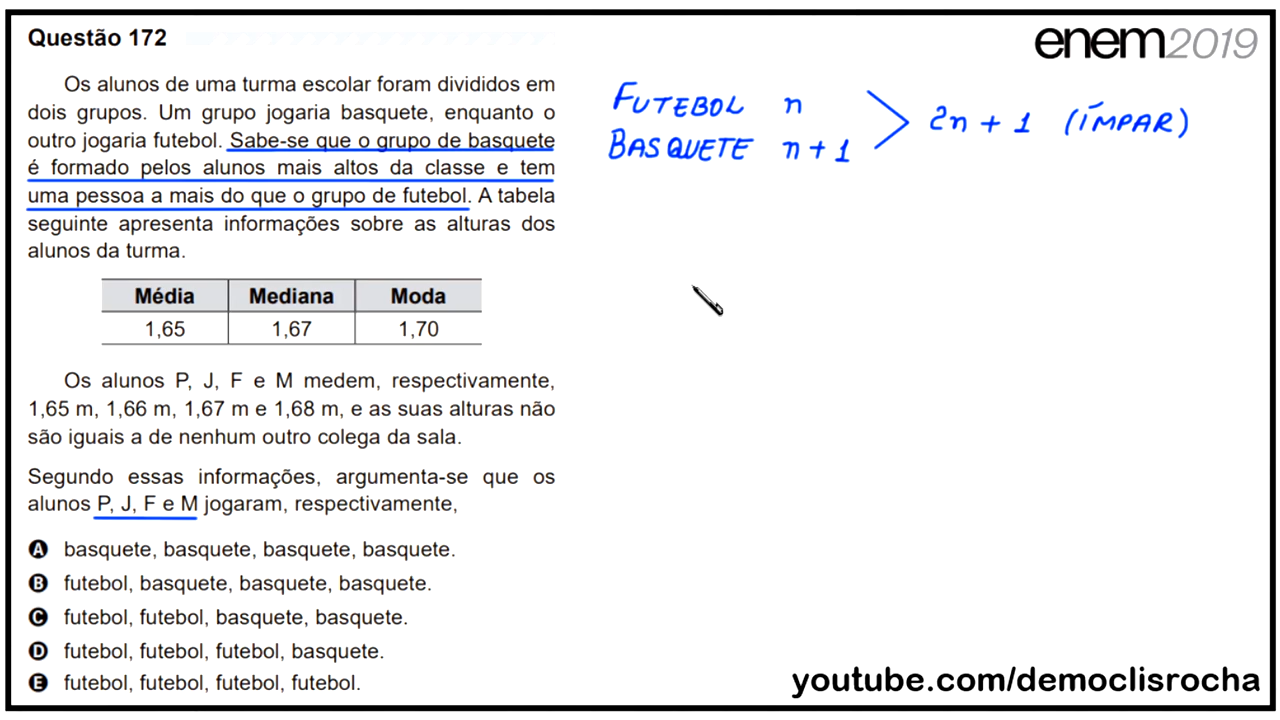 Questão 172
enem2019
Os alunos de uma turma escolar foram divididos em
dois grupos. Um grupo jogaria basquete, enquanto o
outro jogaria futebol. Sabe-se que o grupo de basquete
é formado pelos alunos mais altos da classe e tem
uma pessoa a mais do que o grupo de futebol. A tabela
seguinte apresenta informações sobre as alturas dos
alunos da turma.
Média Mediana Moda
1,65 1,67 1,70
Os alunos P, J, F e M medem, respectivamente,
1,65 m, 1,66 m, 1,67 m e 1,68 m, e as suas alturas não
são iguais a de nenhum outro colega da sala.
Segundo essas informações, argumenta-se que os
alunos P, J, F e M jogaram, respectivamente,
A basquete, basquete, basquete, basquete.
B futebol, basquete, basquete, basquete.
C futebol, futebol, basquete, basquete.
D futebol, futebol, futebol, basquete.
E futebol, futebol, futebol, futebol.
FUTEBOL n
BASQUETE n + 1
2n + 1 (ÍMPAR)
youtube.com/democlisrocha